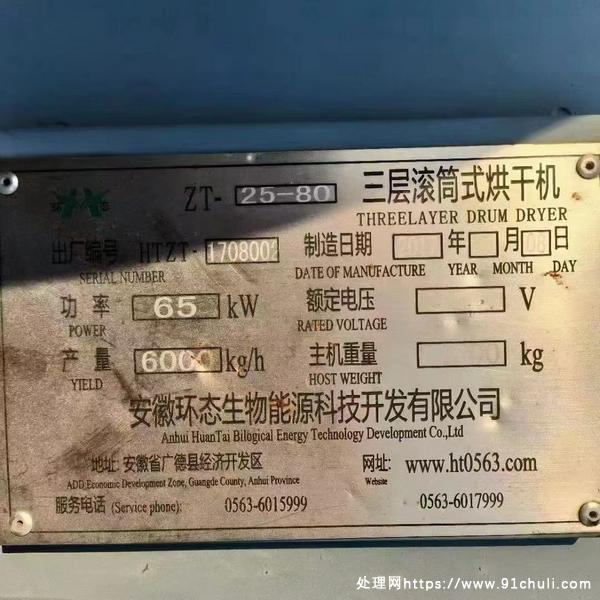 环态
ZT- 25-80 三层滚筒式烘干机
THREELAYER DRUM DRYER
出厂编号 HTZT- 1708002 制造日期 年 月 08 日
SERIAL NUMBER DATE OF MANUFACTURE YEAR MONTH DAY
功率 65 kW 额定电压 V
POWER RATED VOLTAGE
产量 6000 kg/h 主机重量 kg
YIELD HOST WEIGHT
安徽环态生物能源科技开发有限公司
Anhui HuanTai Bilogical Energy Technology Development Co.,Ltd
地址: 安徽省广德县经济开发区 网址: www.ht0563.com
ADD:Economic Development Zone, Guangde County, Anhui Province Website
服务电话 (Service phone): 0563-6015999 0563-6017999
处理网https://www.91chuli.com/